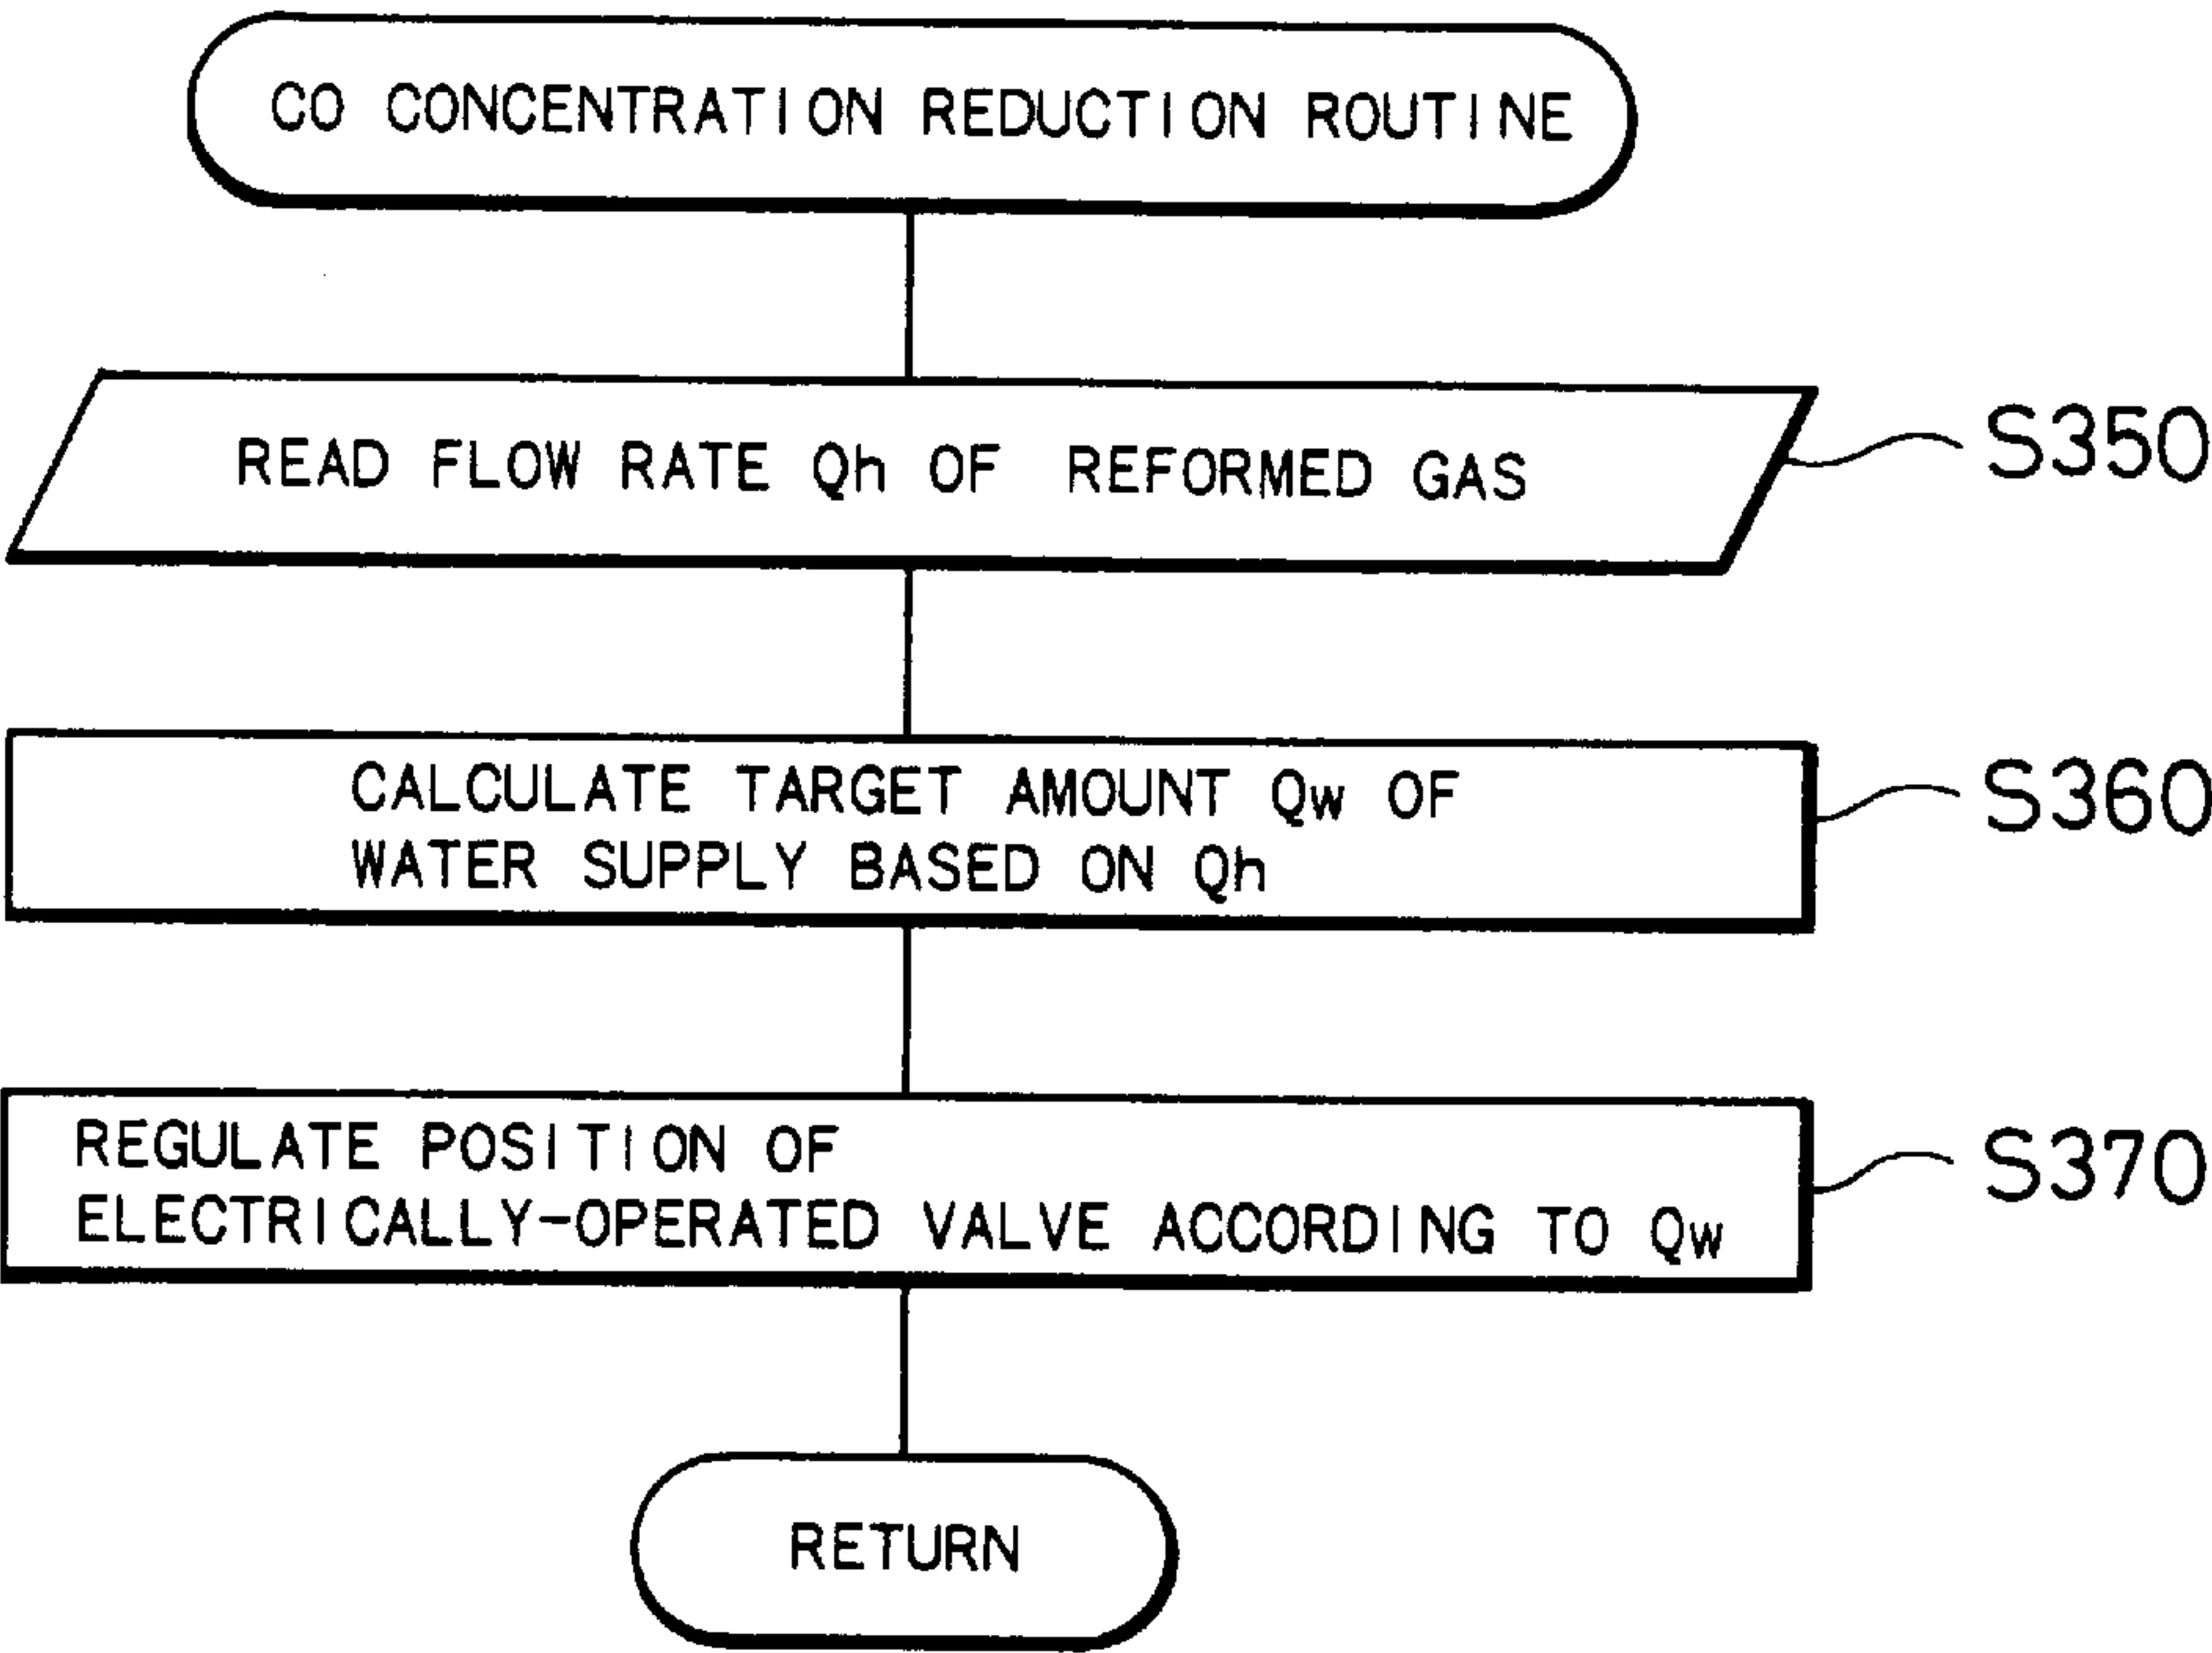 CO CONCENTRATION REDUCTION ROUTINE
READ FLOW RATE Qh OF REFORMED GAS
S350
CALCULATE TARGET AMOUNT Qw OF
WATER SUPPLY BASED ON Qh
S360
REGULATE POSITION OF
ELECTRICALLY-OPERATED VALVE ACCORDING TO Qw
S370
RETURN